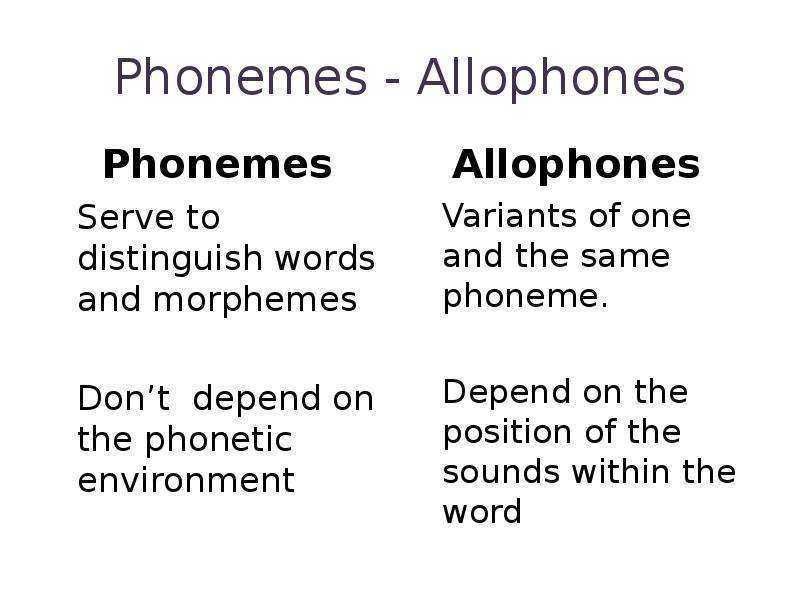 Phonemes - Allophones
Phonemes
Serve to
distinguish words
and morphemes
Don’t  depend on
the phonetic
environment
Allophones
Variants of one
and the same
phoneme.
Depend on the
position of the
sounds within the
word